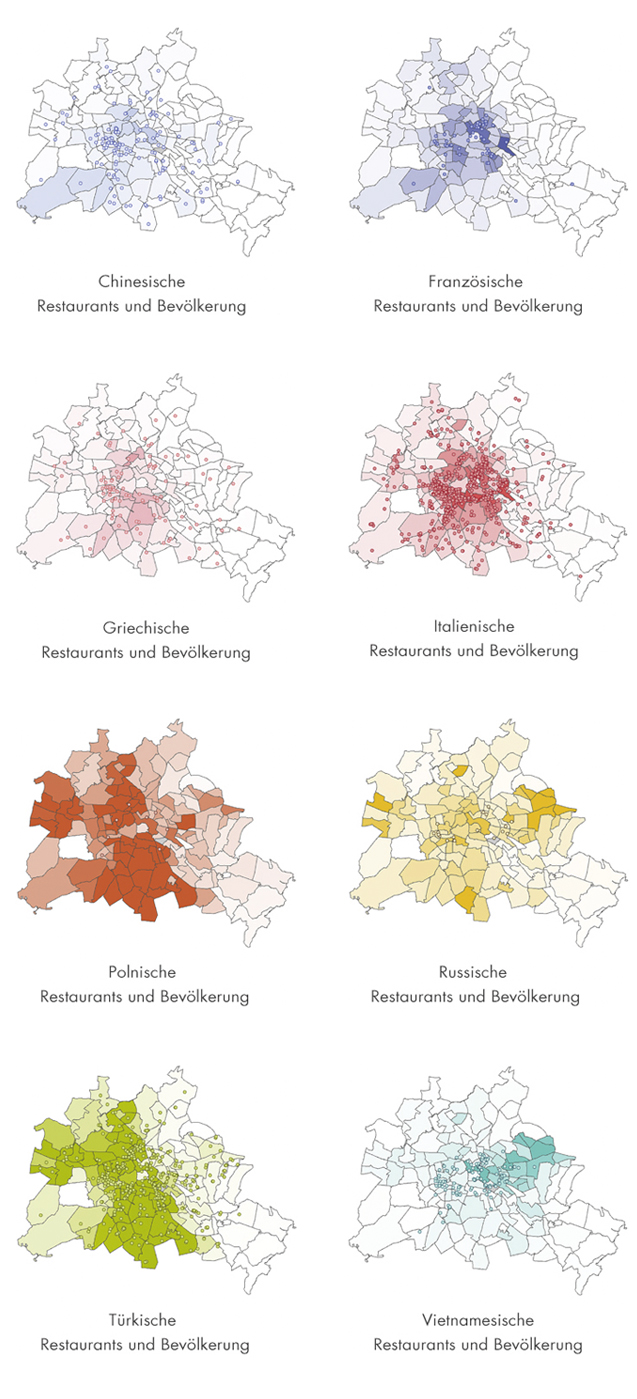 Chinesische
Restaurants und Bevölkerung
Französische
Restaurants und Bevölkerung
Griechische
Restaurants und Bevölkerung
Italienische
Restaurants und Bevölkerung
Polnische
Restaurants und Bevölkerung
Russische
Restaurants und Bevölkerung
Türkische
Restaurants und Bevölkerung
Vietnamesische
Restaurants und Bevölkerung